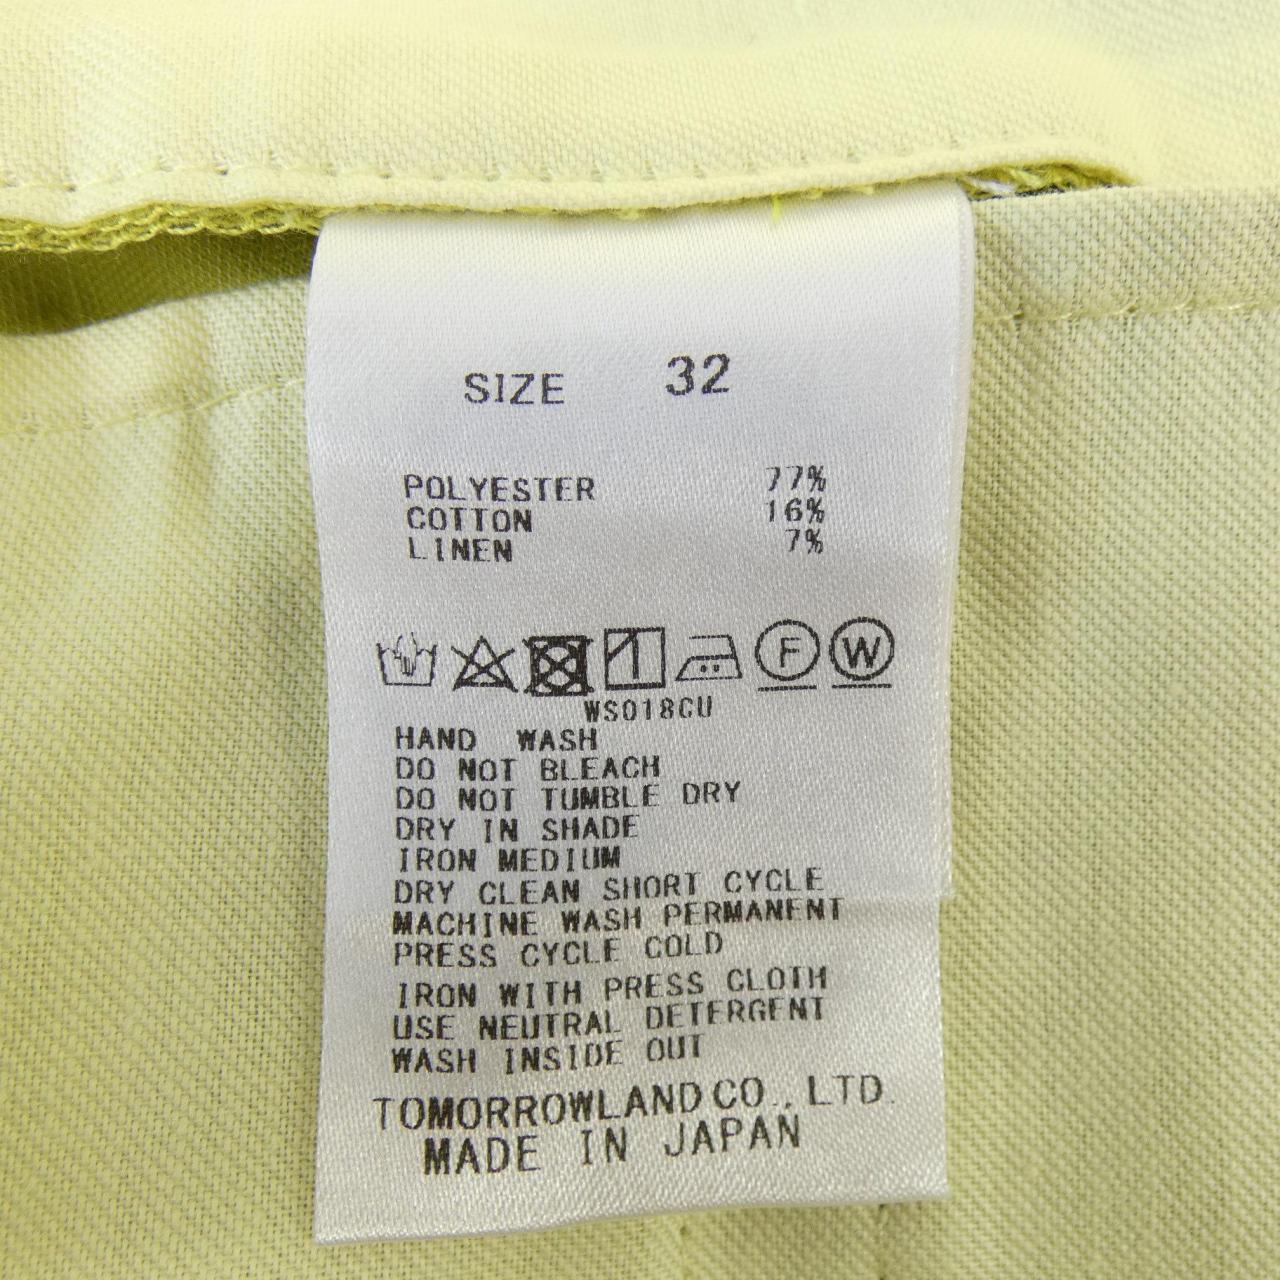 SIZE 32
POLYESTER 77%
COTTON 16%
LINEN 7%
F W
WS018CU
HAND WASH
DO NOT BLEACH
DO NOT TUMBLE DRY
DRY IN SHADE
IRON MEDIUM
DRY CLEAN SHORT CYCLE
MACHINE WASH PERMANENT
PRESS CYCLE COLD
IRON WITH PRESS CLOTH
USE NEUTRAL DETERGENT
WASH INSIDE OUT
TOMORROWLAND CO., LTD.
MADE IN JAPAN